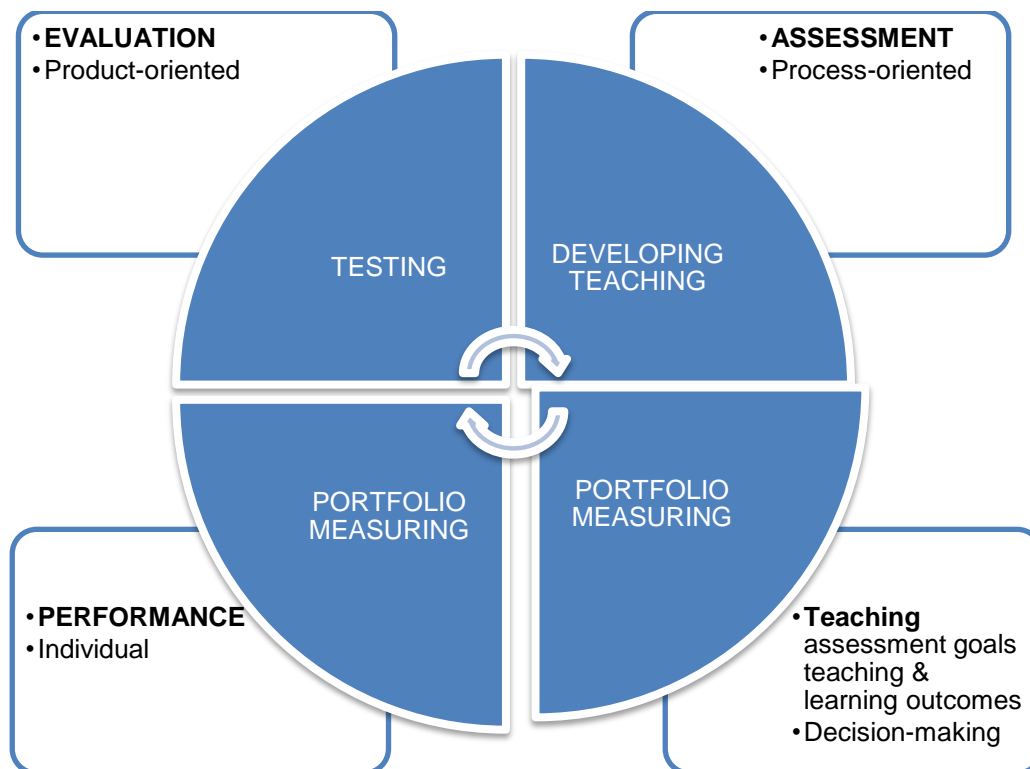 •EVALUATION
•Product-oriented
•ASSESSMENT
•Process-oriented
TESTING
DEVELOPING
TEACHING
PORTFOLIO
MEASURING
PORTFOLIO
MEASURING
•PERFORMANCE
•Individual
•Teaching
assessment goals
teaching &
learning outcomes
•Decision-making